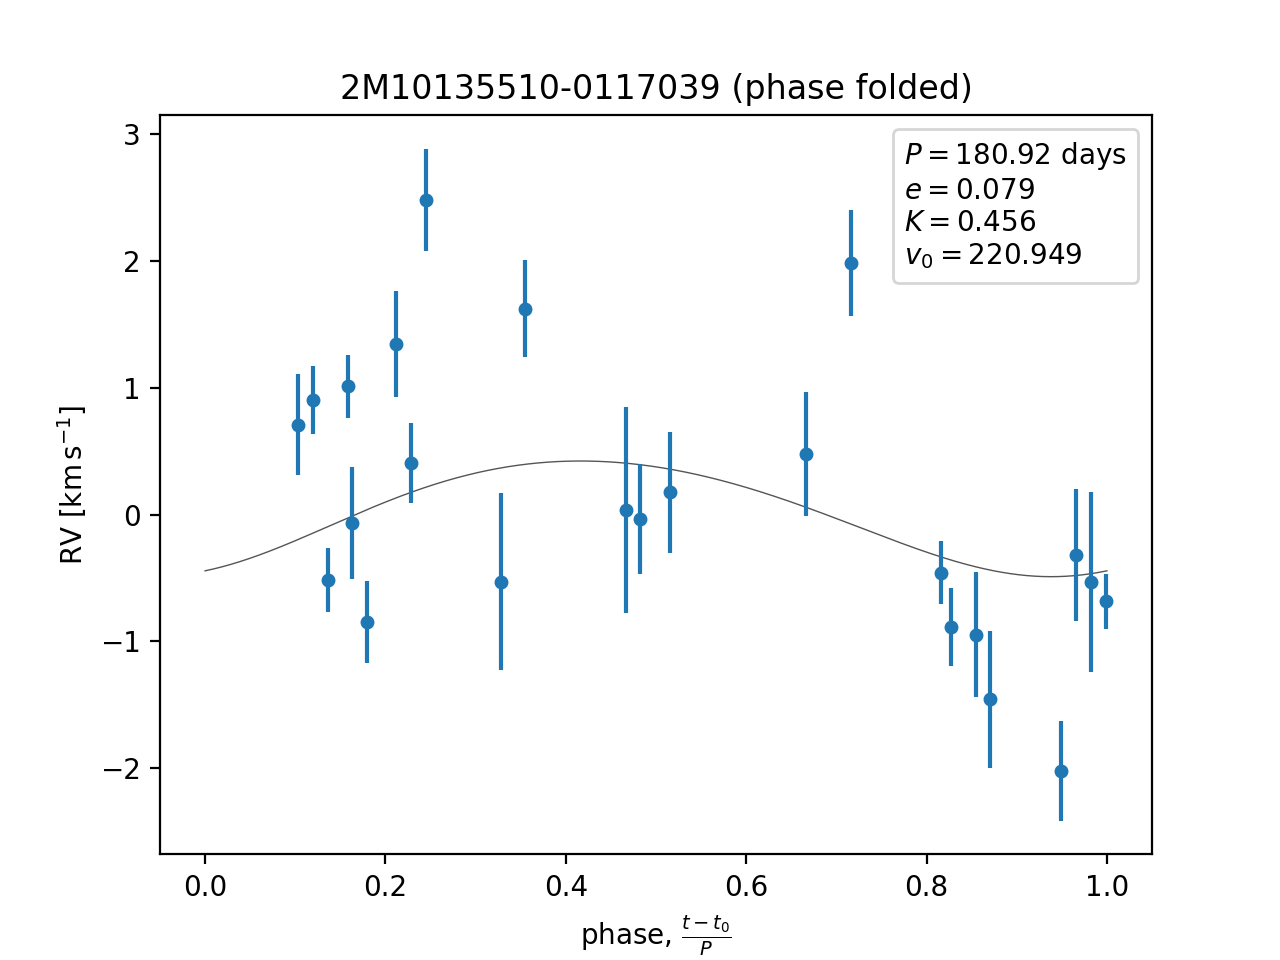 2M10135510-0117039 (phase folded)
P = 180.92 days
e = 0.079
K = 0.456
v₀ = 220.949
RV [km s⁻¹]
3
2
1
0
−1
−2
0.0 0.2 0.4 0.6 0.8 1.0
phase, (t − t₀)/P